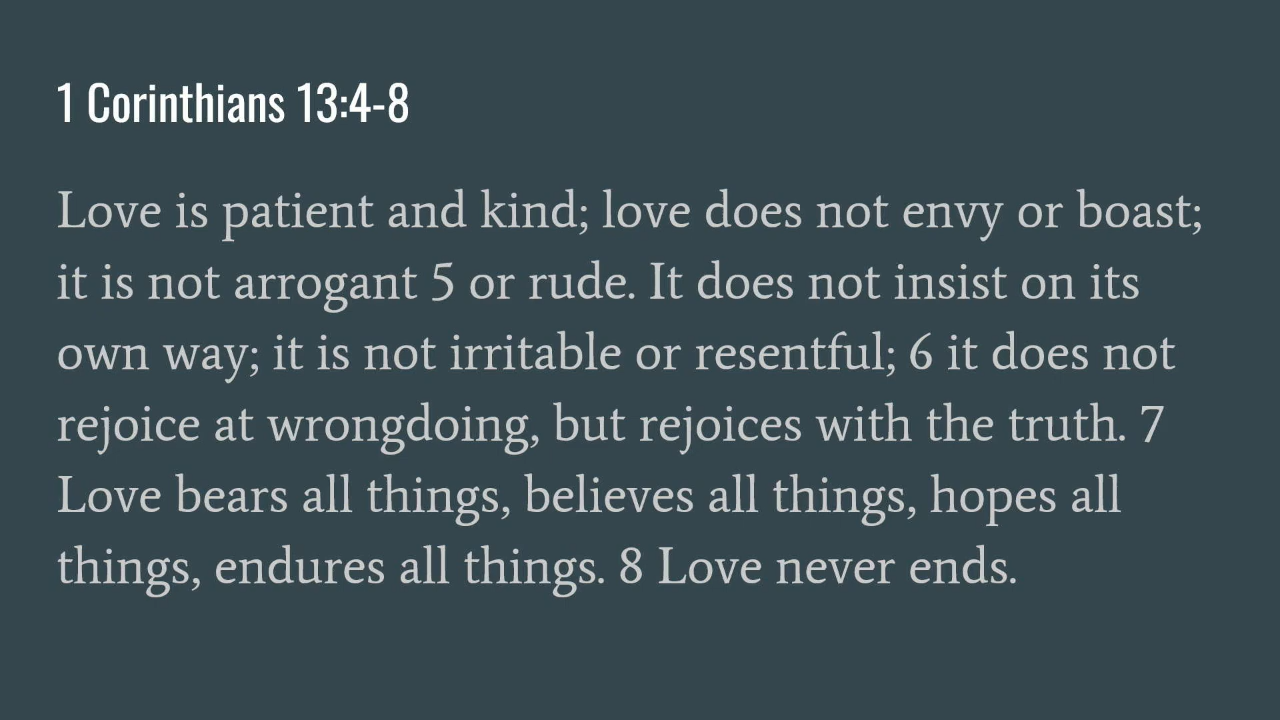 1 Corinthians 13:4-8
Love is patient and kind; love does not envy or boast;
it is not arrogant 5 or rude. It does not insist on its
own way; it is not irritable or resentful; 6 it does not
rejoice at wrongdoing, but rejoices with the truth. 7
Love bears all things, believes all things, hopes all
things, endures all things. 8 Love never ends.